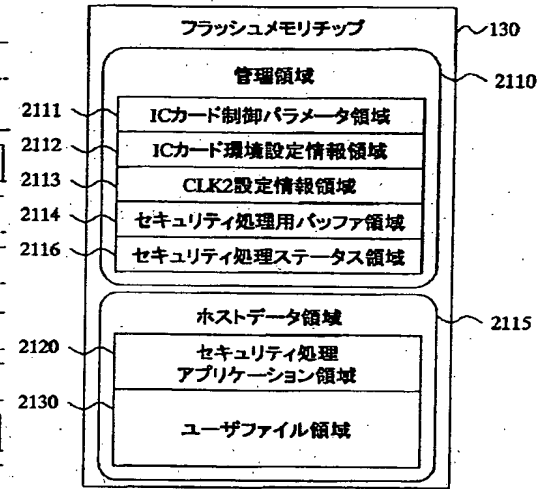 フラッシュメモリチップ
130
管理領域
2110
2111
ICカード制御パラメータ領域
2112
ICカード環境設定情報領域
2113
CLK2設定情報領域
2114
セキュリティ処理用バッファ領域
2116
セキュリティ処理ステータス領域
ホストデータ領域
2115
2120
セキュリティ処理
アプリケーション領域
2130
ユーザファイル領域